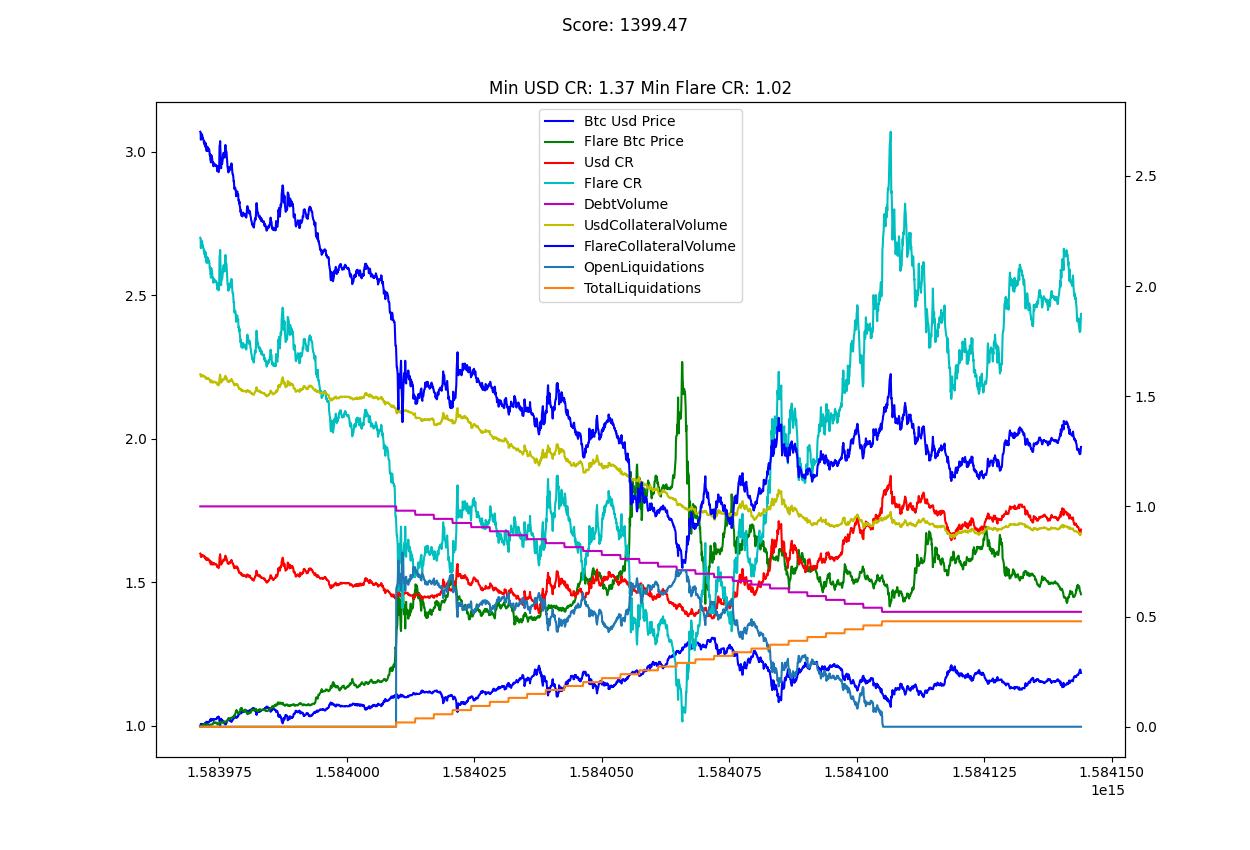 Score: 1399.47
Min USD CR: 1.37 Min Flare CR: 1.02
Btc Usd Price
Flare Btc Price
Usd CR
Flare CR
DebtVolume
UsdCollateralVolume
FlareCollateralVolume
OpenLiquidations
TotalLiquidations
3.0
2.5
2.0
1.5
1.0
2.5
2.0
1.5
1.0
0.5
0.0
1.583975 1.584000 1.584025 1.584050 1.584075 1.584100 1.584125 1.584150
1e15